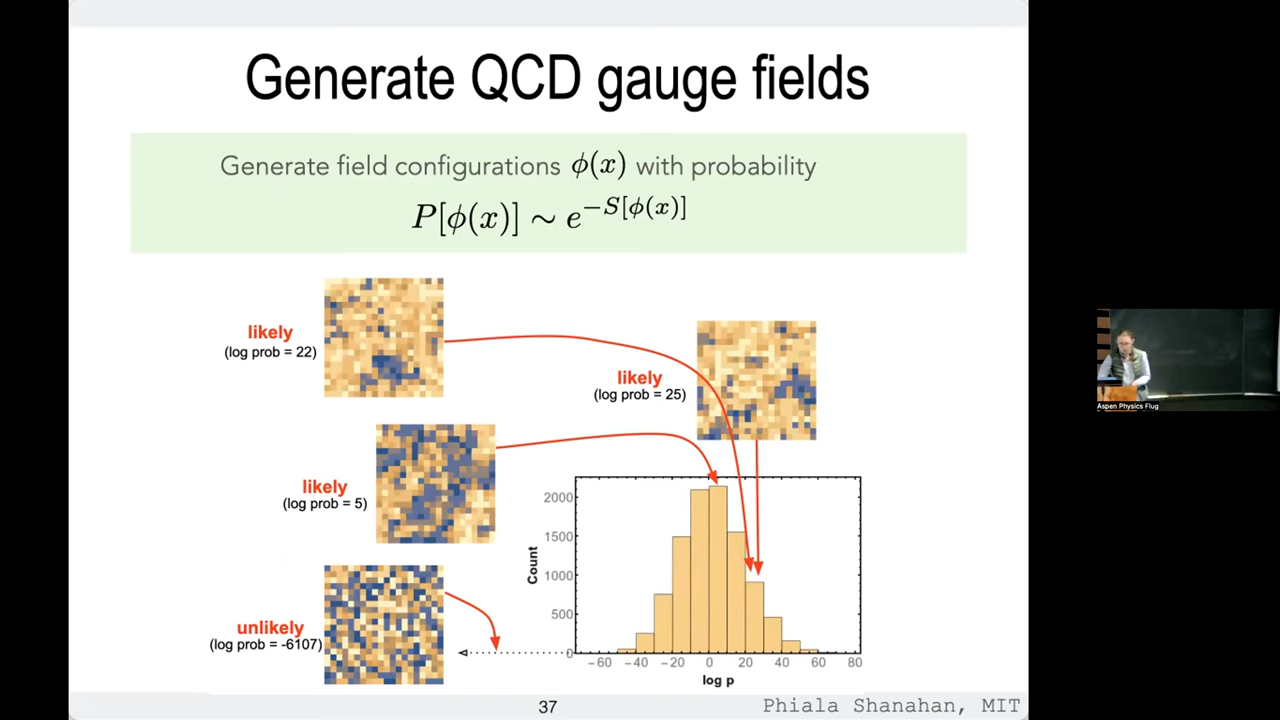 Generate QCD gauge fields
Generate field configurations ϕ(x) with probability
P[ϕ(x)] ∼ e^{−S[ϕ(x)]}
likely
(log prob = 22)
likely
(log prob = 25)
likely
(log prob = 5)
unlikely
(log prob = -6107)
Count
2000
1500
1000
500
0
−60 −40 −20 0 20 40 60 80
log p
37
Phiala Shanahan, MIT
Aspen Physics Flug